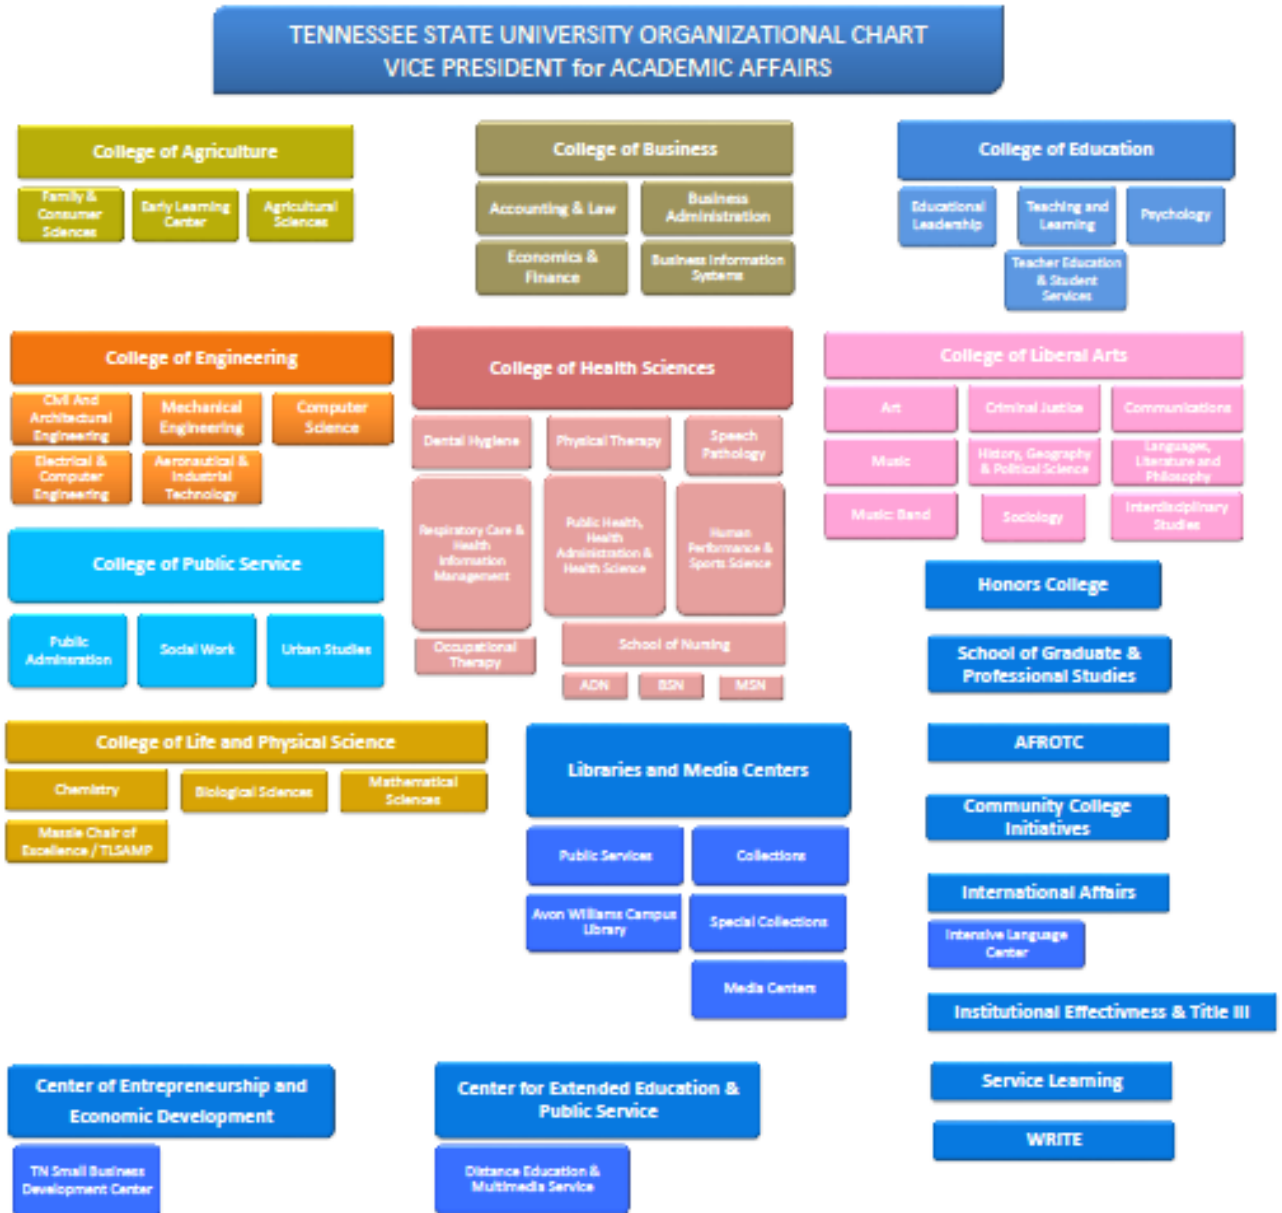 TENNESSEE STATE UNIVERSITY ORGANIZATIONAL CHART
VICE PRESIDENT for ACADEMIC AFFAIRS
College of Agriculture
Family &
Consumer
Sciences
Early Learning
Center
Agricultural
Sciences
College of Business
Accounting & Law
Business
Administration
Economics &
Finance
Business Information
Systems
College of Education
Educational
Leadership
Teaching and
Learning
Psychology
Teacher Education
& Student
Services
College of Engineering
Civil And
Architectural
Engineering
Mechanical
Engineering
Computer
Science
Electrical &
Computer
Engineering
Aeronautical &
Industrial
Technology
College of Health Sciences
Dental Hygiene
Physical Therapy
Speech
Pathology
Respiratory Care &
Health
Information
Management
Public Health,
Health
Administration &
Health Science
Human
Performance &
Sports Science
Occupational
Therapy
School of Nursing
ADN
BSN
MSN
College of Liberal Arts
Art
Criminal Justice
Communications
Music
History, Geography
& Political Science
Languages,
Literature and
Philosophy
Music: Band
Sociology
Interdisciplinary
Studies
College of Public Service
Public
Adminsration
Social Work
Urban Studies
Honors College
School of Graduate &
Professional Studies
College of Life and Physical Science
Chemistry
Biological Sciences
Mathematical
Sciences
Massie Chair of
Excellence / TLSAMP
Libraries and Media Centers
Public Services
Collections
Avon Williams Campus
Library
Special Collections
Media Centers
AFROTC
Community College
Initiatives
International Affairs
Intensive Language
Center
Institutional Effectivness & Title III
Service Learning
WRITE
Center of Entrepreneurship and
Economic Development
TN Small Business
Development Center
Center for Extended Education &
Public Service
Distance Education &
Multimedia Service